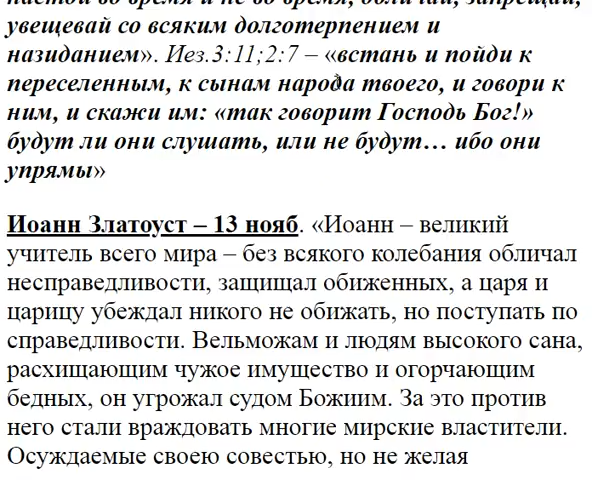 настой во время и не во время, обличай, запрещай,
увещевай со всяким долготерпением и
назиданием». Иез.3:11;2:7 – «встань и пойди к
переселенным, к сынам народа твоего, и говори к
ним, и скажи им: «так говорит Господь Бог!»
будут ли они слушать, или не будут… ибо они
упрямы»
Иоанн Златоуст – 13 нояб. «Иоанн – великий
учитель всего мира – без всякого колебания обличал
несправедливости, защищал обиженных, а царя и
царицу убеждал никого не обижать, но поступать по
справедливости. Вельможам и людям высокого сана,
расхищающим чужое имущество и огорчающим
бедных, он угрожал судом Божиим. За это против
него стали враждовать многие мирские властители.
Осуждаемые своею совестью, но не желая